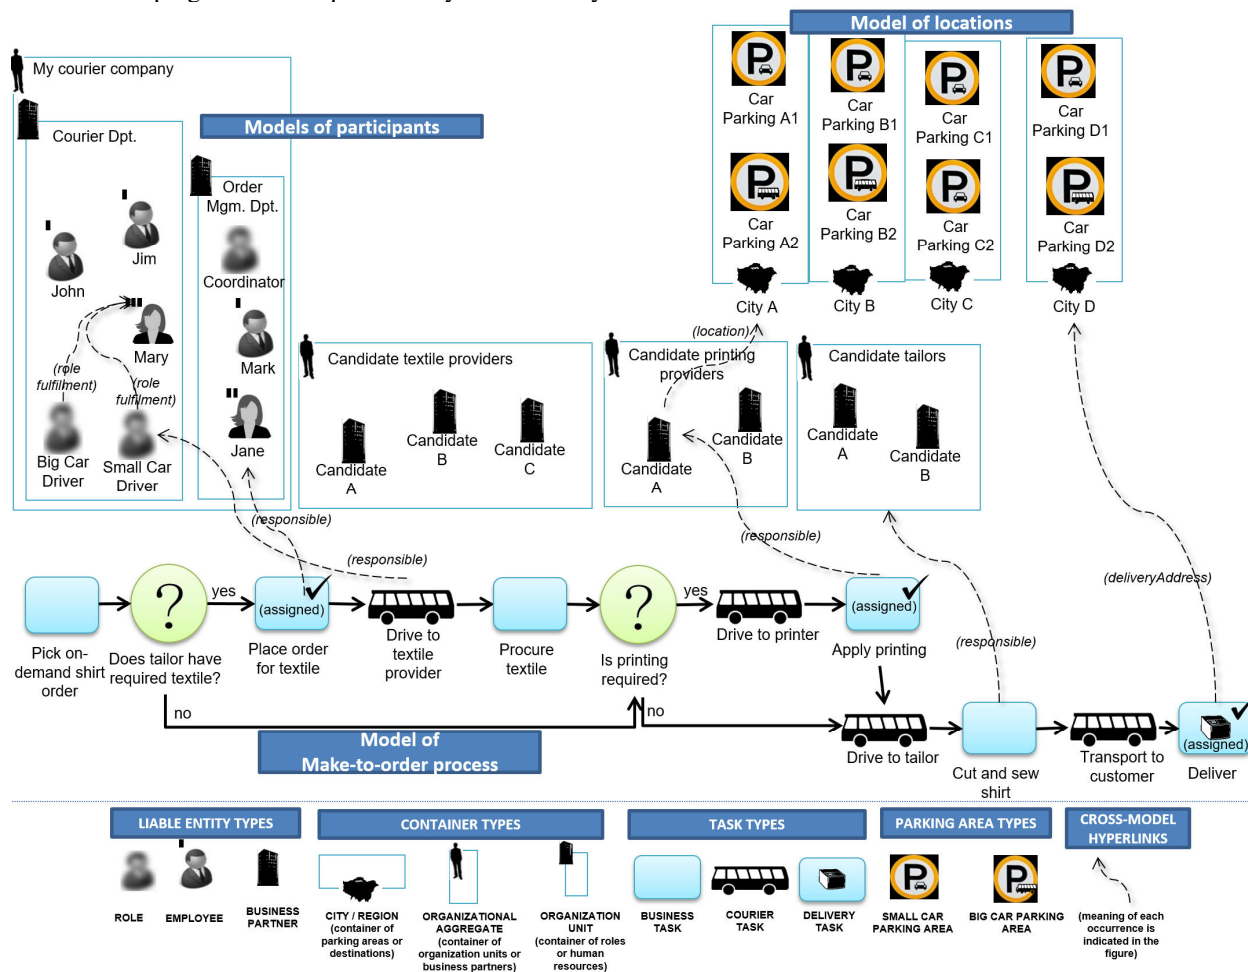 Model of locations
My courier company
Models of participants
Courier Dpt.
Order
Mgm. Dpt.
Jim
John
Coordinator
Mary
Mark
(role
fulfilment)
(role
fulfilment)
Big Car
Driver
Small Car
Driver
Jane
Car
Parking A1
Car
Parking B1
Car
Parking C1
Car
Parking D1
Car
Parking A2
Car
Parking B2
Car
Parking C2
Car
Parking D2
City A
City B
City C
City D
(location)
Candidate textile providers
Candidate
A
Candidate
B
Candidate
C
Candidate printing
providers
Candidate
A
Candidate
B
Candidate tailors
Candidate
A
Candidate
B
(responsible)
(responsible)
(responsible)
(responsible)
(deliveryAddress)
Pick on-
demand shirt
order
?
Does tailor have
required textile?
yes
no
(assigned)
Place order
for textile
Drive to
textile
provider
Procure
textile
?
Is printing
required?
yes
no
Drive to printer
(assigned)
Apply printing
Drive to tailor
Cut and sew
shirt
Transport to
customer
(assigned)
Deliver
Model of
Make-to-order process
LIABLE ENTITY TYPES
CONTAINER TYPES
TASK TYPES
PARKING AREA TYPES
CROSS-MODEL
HYPERLINKS
ROLE
EMPLOYEE
BUSINESS
PARTNER
CITY / REGION
(container of
parking areas or
destinations)
ORGANIZATIONAL
AGGREGATE
(container of
organization units
or business partners)
ORGANIZATION
UNIT
(container of roles
or human
resources)
BUSINESS
TASK
COURIER
TASK
DELIVERY
TASK
SMALL CAR
PARKING AREA
BIG CAR PARKING
AREA
(meaning of each
occurrence is
indicated in the
figure)